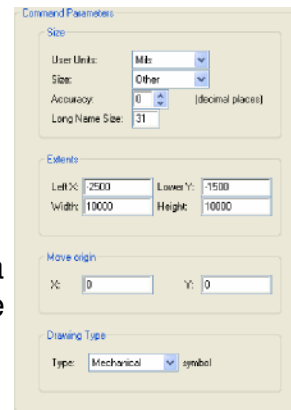 Command Parameters
Size
User Units: Mils
Size: Other
Accuracy: 0 (decimal places)
Long Name Size: 31
Extents
Left X: -2500 Lower Y: -1500
Width: 10000 Height: 10000
Move origin
X: 0 Y: 0
Drawing Type
Type: Mechanical symbol